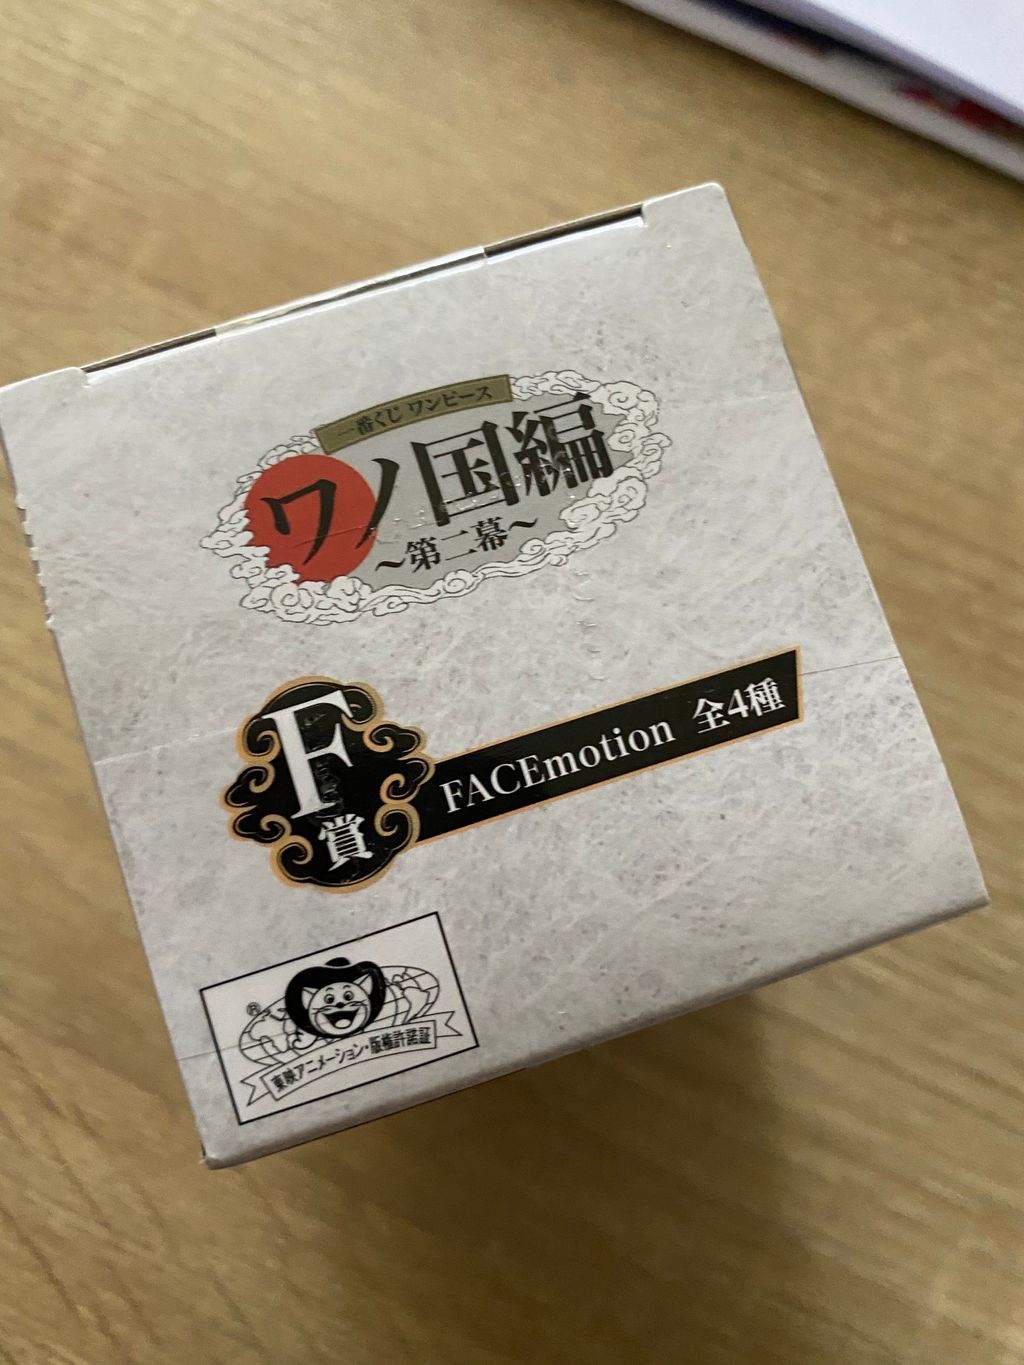 一番くじ ワンピース
ワノ国編
～第二幕～
F賞
FACEmotion 全4種
®
東映アニメーション・版権許諾証